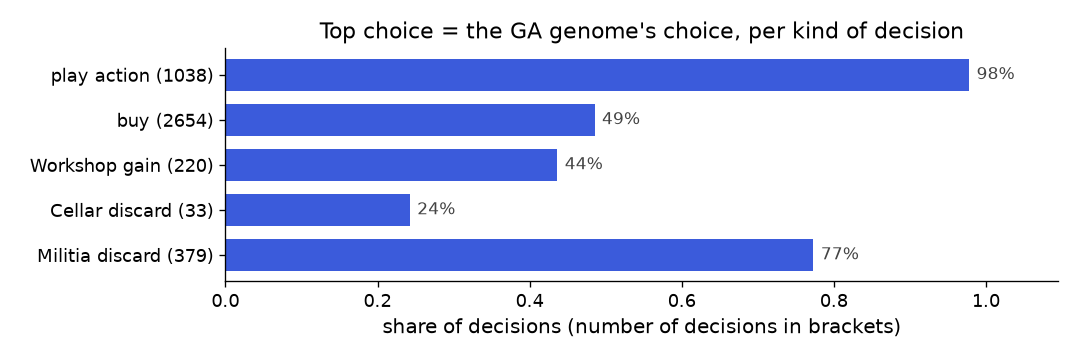 Top choice = the GA genome's choice, per kind of decision
play action (1038)
98%
buy (2654)
49%
Workshop gain (220)
44%
Cellar discard (33)
24%
Militia discard (379)
77%
0.0 0.2 0.4 0.6 0.8 1.0
share of decisions (number of decisions in brackets)